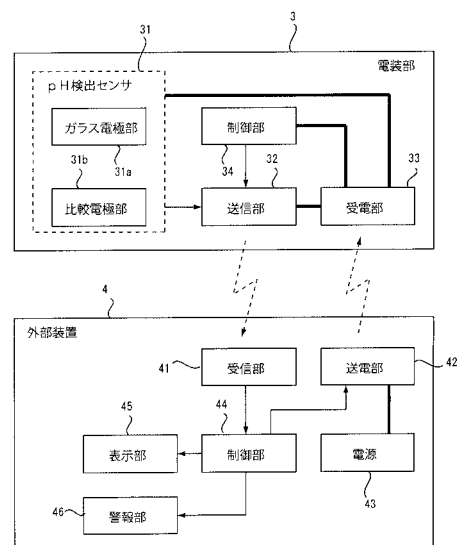 31
3
電装部
pH検出センサ
ガラス電極部
31a
31b
比較電極部
制御部
34
32
送信部
33
受電部
4
外部装置
受信部
41
送電部
42
44
制御部
45
表示部
電源
43
警報部
46